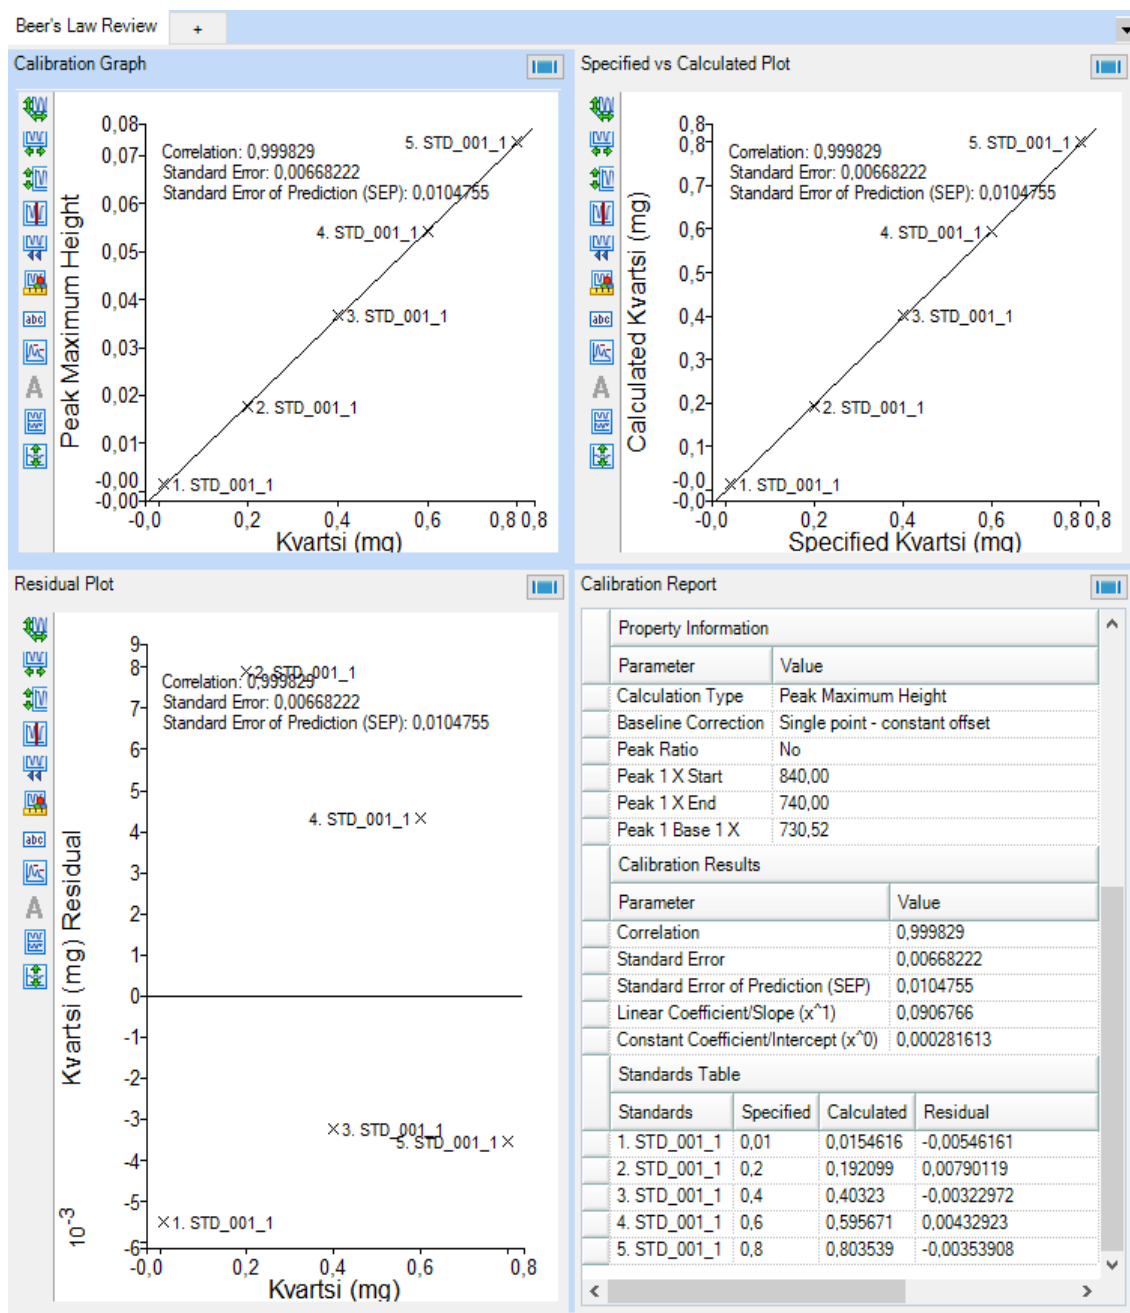 Beer's Law Review +
Calibration Graph
Peak Maximum Height
0,08
0,07
0,06
0,05
0,04
0,03
0,02
0,01
-0,00
-0,00
Correlation: 0,999829
Standard Error: 0,00668222
Standard Error of Prediction (SEP): 0,0104755
5. STD_001_1
4. STD_001_1
3. STD_001_1
2. STD_001_1
1. STD_001_1
-0,0 0,2 0,4 0,6 0,8 0,8
Kvartsi (mg)
abc
A
Specified vs Calculated Plot
Calculated Kvartsi (mg)
0,8
0,8
0,7
0,6
0,5
0,4
0,3
0,2
0,1
-0,0
-0,0
Correlation: 0,999829
Standard Error: 0,00668222
Standard Error of Prediction (SEP): 0,0104755
5. STD_001_1
4. STD_001_1
3. STD_001_1
2. STD_001_1
1. STD_001_1
-0,0 0,2 0,4 0,6 0,8 0,8
Specified Kvartsi (mg)
abc
A
Residual Plot
Kvartsi (mg) Residual
10-3
9
8
7
6
5
4
3
2
1
0
-1
-2
-3
-4
-5
-6
2. STD_001_1
Correlation: 0,999829
Standard Error: 0,00668222
Standard Error of Prediction (SEP): 0,0104755
4. STD_001_1
3. STD_001_1
5. STD_001_1
1. STD_001_1
-0,0 0,2 0,4 0,6 0,8
Kvartsi (mg)
abc
A
Calibration Report
Property Information
Parameter Value
Calculation Type Peak Maximum Height
Baseline Correction Single point - constant offset
Peak Ratio No
Peak 1 X Start 840,00
Peak 1 X End 740,00
Peak 1 Base 1 X 730,52
Calibration Results
Parameter Value
Correlation 0,999829
Standard Error 0,00668222
Standard Error of Prediction (SEP) 0,0104755
Linear Coefficient/Slope (x^1) 0,0906766
Constant Coefficient/Intercept (x^0) 0,000281613
Standards Table
Standards Specified Calculated Residual
1. STD_001_1 0,01 0,0154616 -0,00546161
2. STD_001_1 0,2 0,192099 0,00790119
3. STD_001_1 0,4 0,40323 -0,00322972
4. STD_001_1 0,6 0,595671 0,00432923
5. STD_001_1 0,8 0,803539 -0,00353908